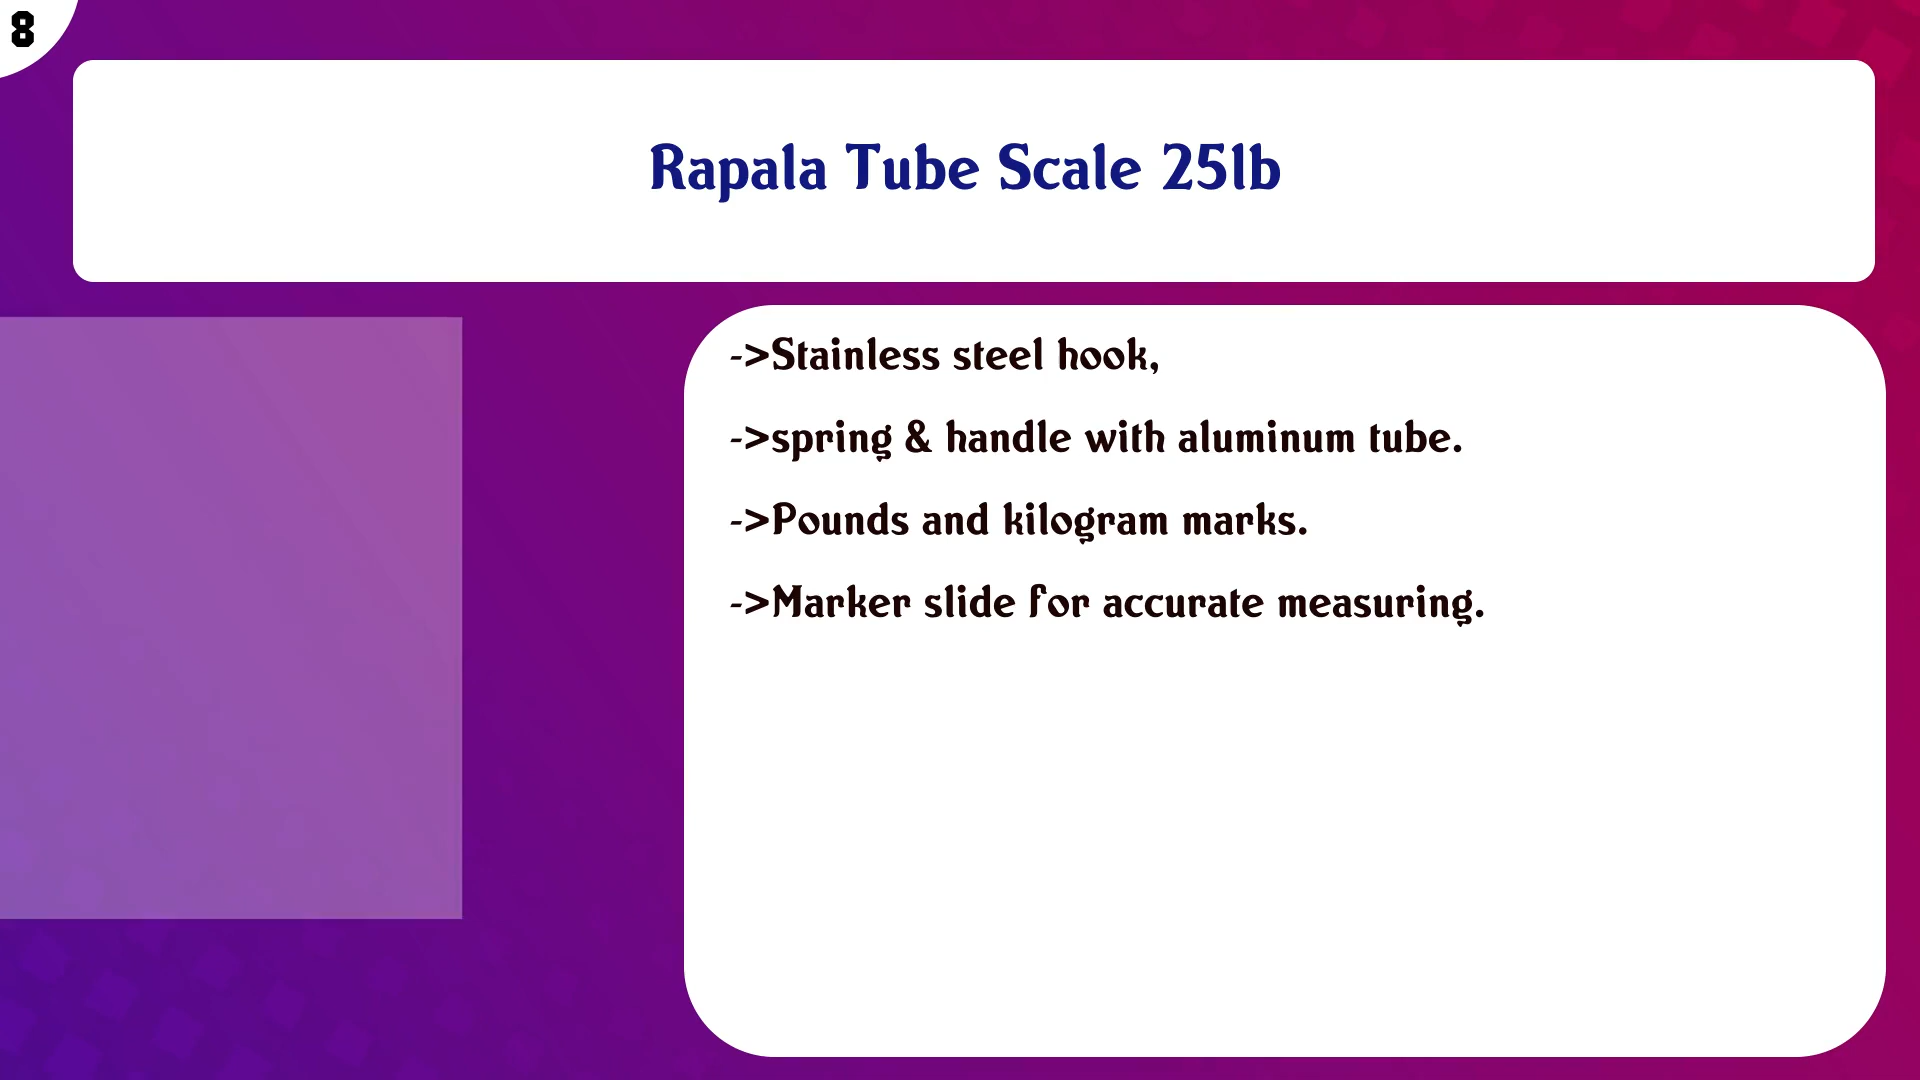 8
Rapala Tube Scale 25lb
->Stainless steel hook,
->spring & handle with aluminum tube.
->Pounds and kilogram marks.
->Marker slide for accurate measuring.